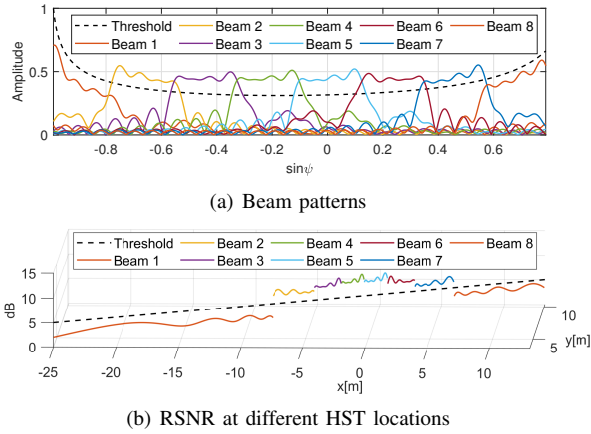 1
0.5
0
Amplitude
Threshold Beam 2 Beam 4 Beam 6 Beam 8
Beam 1 Beam 3 Beam 5 Beam 7
-0.8 -0.6 -0.4 -0.2 0 0.2 0.4 0.6
sinψ
(a) Beam patterns
Threshold Beam 2 Beam 4 Beam 6 Beam 8
Beam 1 Beam 3 Beam 5 Beam 7
15
10
5
0
dB
10
5
y[m]
-25 -20 -15 -10 -5 0 5 10
x[m]
(b) RSNR at different HST locations